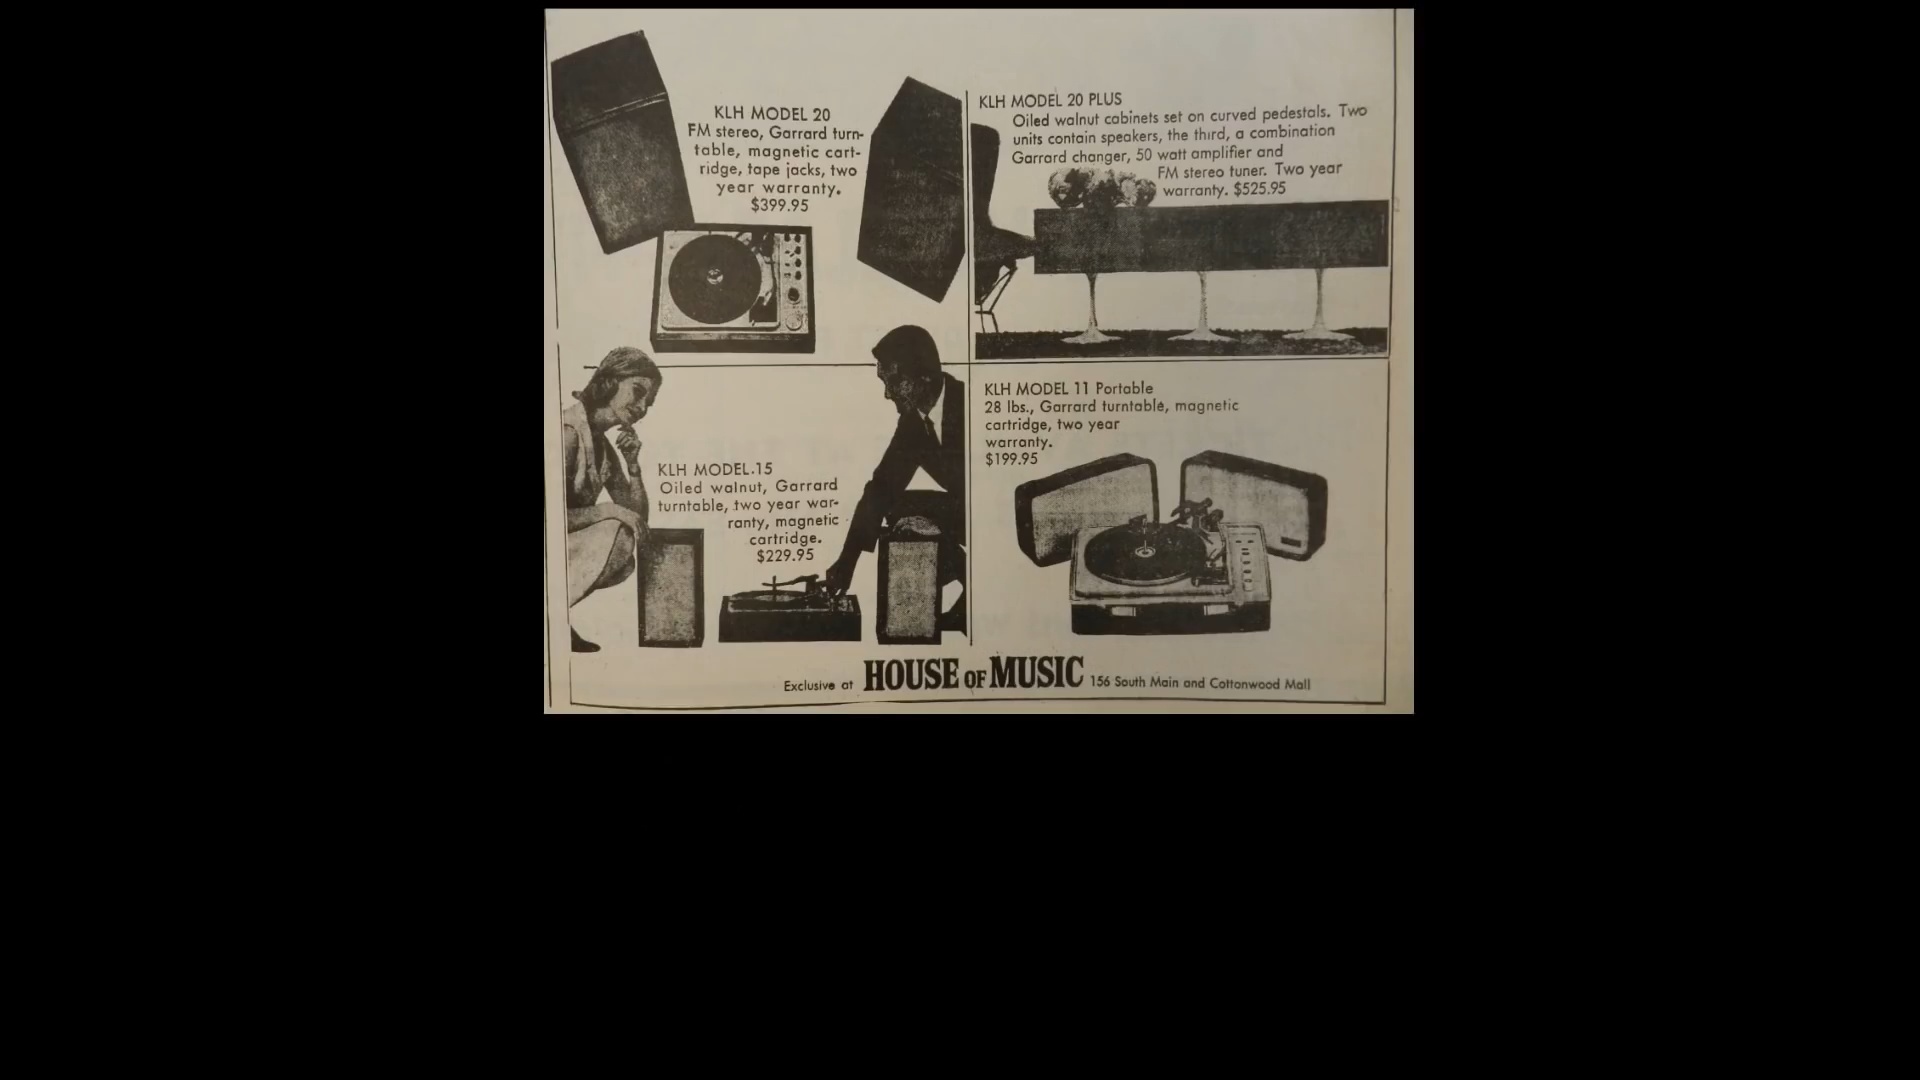 KLH MODEL 20
FM stereo, Garrard turn-
table, magnetic cart-
ridge, tape jacks, two
year warranty.
$399.95
KLH MODEL 20 PLUS
Oiled walnut cabinets set on curved pedestals. Two
units contain speakers, the third, a combination
Garrard changer, 50 watt amplifier and
FM stereo tuner. Two year
warranty. $525.95
KLH MODEL.15
Oiled walnut, Garrard
turntable, two year war-
ranty, magnetic
cartridge.
$229.95
KLH MODEL 11 Portable
28 lbs., Garrard turntable, magnetic
cartridge, two year
warranty.
$199.95
Exclusive at HOUSE OF MUSIC 156 South Main and Cottonwood Mall